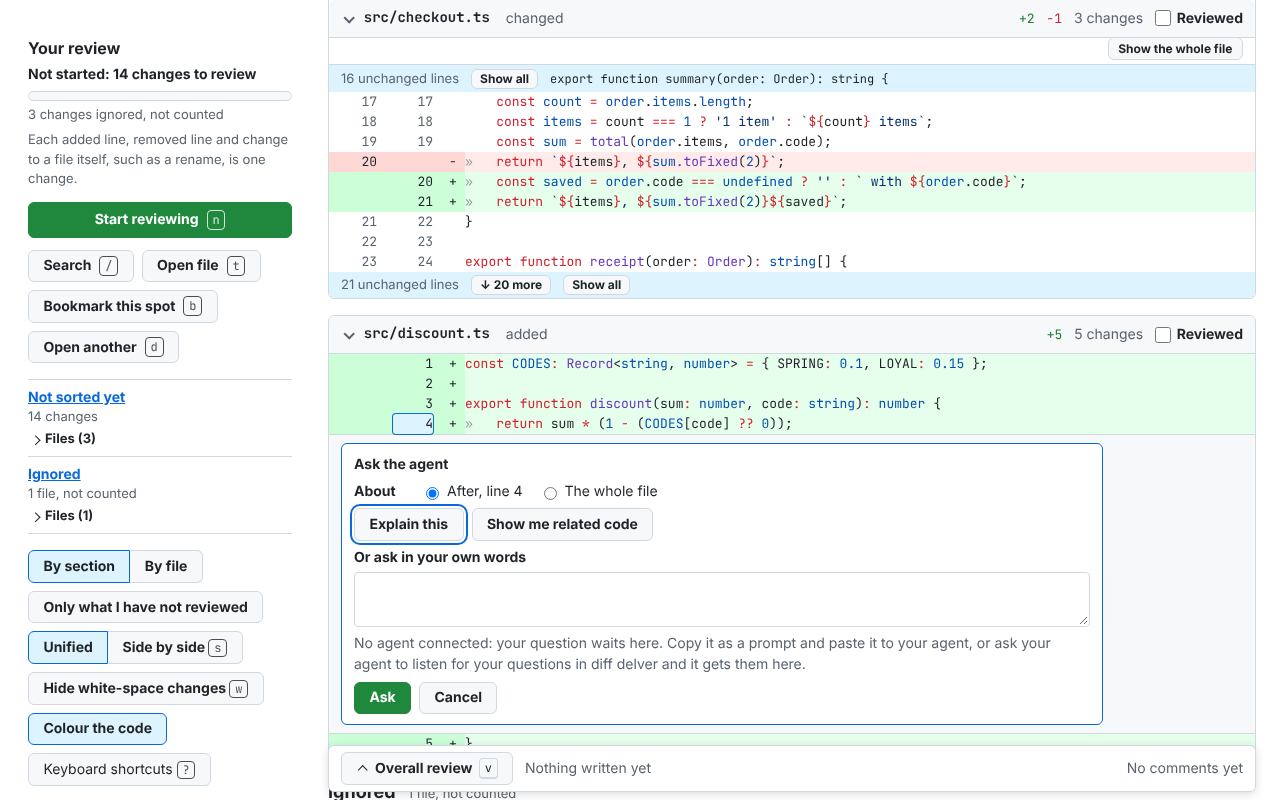 Your review
Not started: 14 changes to review
3 changes ignored, not counted
Each added line, removed line and change
to a file itself, such as a rename, is one
change.
Start reviewing n
Search / Open file t
Bookmark this spot b
Open another d
Not sorted yet
14 changes
Files (3)
Ignored
1 file, not counted
Files (1)
By section By file
Only what I have not reviewed
Unified Side by side s
Hide white-space changes w
Colour the code
Keyboard shortcuts ?
src/checkout.ts changed +2 -1 3 changes Reviewed
Show the whole file
16 unchanged lines Show all export function summary(order: Order): string {
17 17 const count = order.items.length;
18 18 const items = count === 1 ? '1 item' : `${count} items`;
19 19 const sum = total(order.items, order.code);
20 - » return `${items}, ${sum.toFixed(2)}`;
20 + » const saved = order.code === undefined ? '' : ` with ${order.code}`;
21 + » return `${items}, ${sum.toFixed(2)}${saved}`;
21 22 }
22 23
23 24 export function receipt(order: Order): string[] {
21 unchanged lines ↓ 20 more Show all
src/discount.ts added +5 5 changes Reviewed
1 + const CODES: Record<string, number> = { SPRING: 0.1, LOYAL: 0.15 };
2 +
3 + export function discount(sum: number, code: string): number {
4 + » return sum * (1 - (CODES[code] ?? 0));
Ask the agent
About After, line 4 The whole file
Explain this Show me related code
Or ask in your own words
No agent connected: your question waits here. Copy it as a prompt and paste it to your agent, or ask your
agent to listen for your questions in diff delver and it gets them here.
Ask Cancel
5 + }
Overall review v Nothing written yet No comments yet
Ignored 1 file, not counted